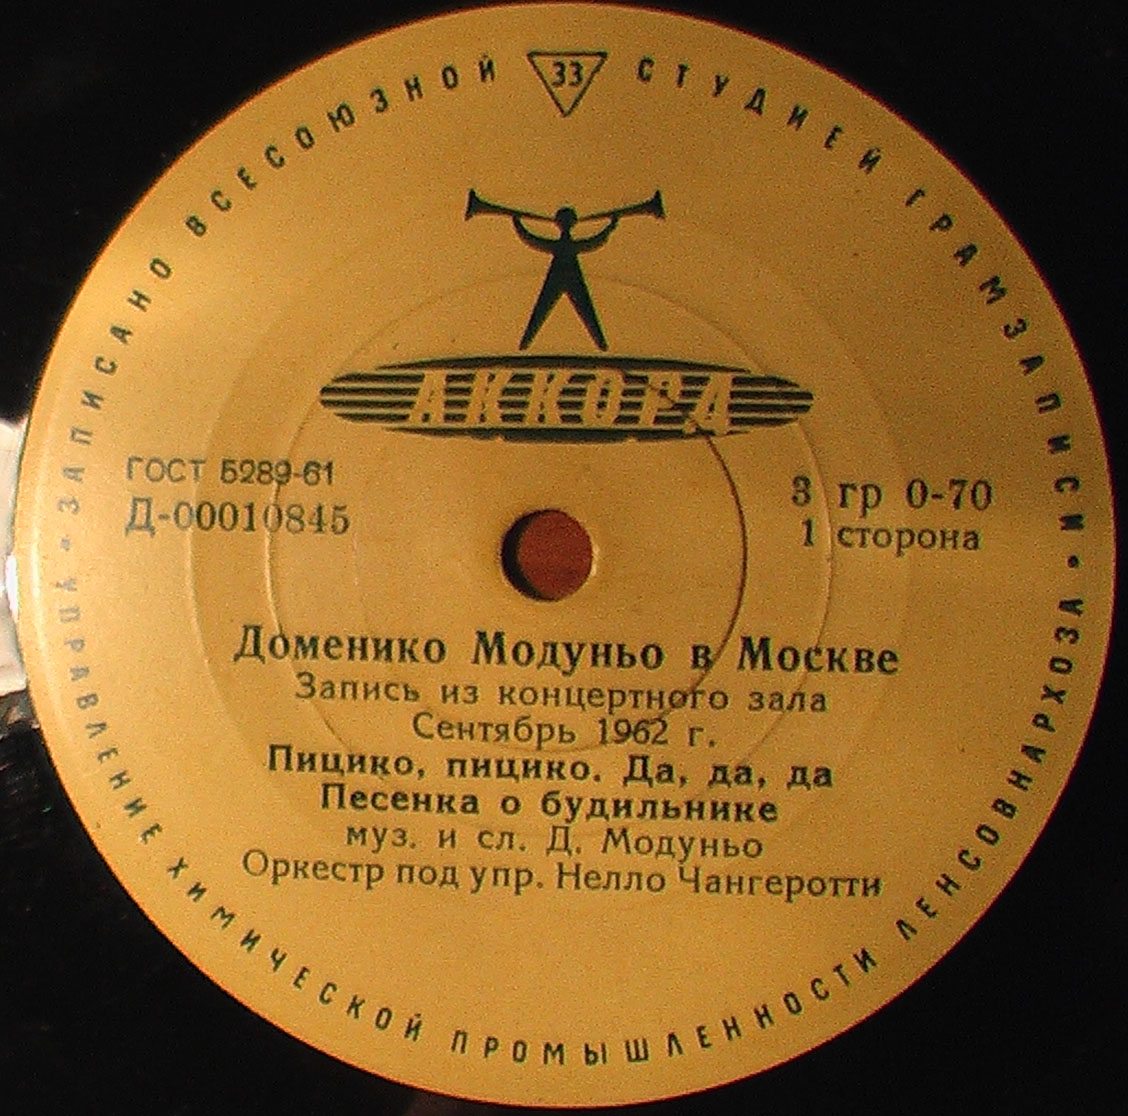 ЗАПИСАНО ВСЕСОЮЗНОЙ СТУДИЕЙ ГРАМЗАПИСИ •
33
АККОРД
ГОСТ 5289-61
Д-00010845
3 гр 0-70
1 сторона
Доменико Модуньо в Москве
Запись из концертного зала
Сентябрь 1962 г.
Пицико, пицико. Да, да, да
Песенка о будильнике
муз. и сл. Д. Модуньо
Оркестр под упр. Нелло Чангеротти
УПР. УПРАВЛЕНИЕ ХИМИЧЕСКОЙ ПРОМЫШЛЕННОСТИ ЛЕНСОВНАРХОЗА •